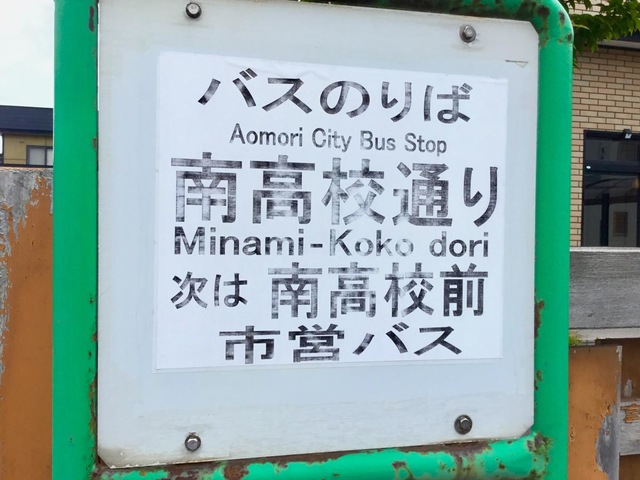 バスのりば
Aomori City Bus Stop
南高校通り
Minami-Koko dori
次は 南高校前
市営バス